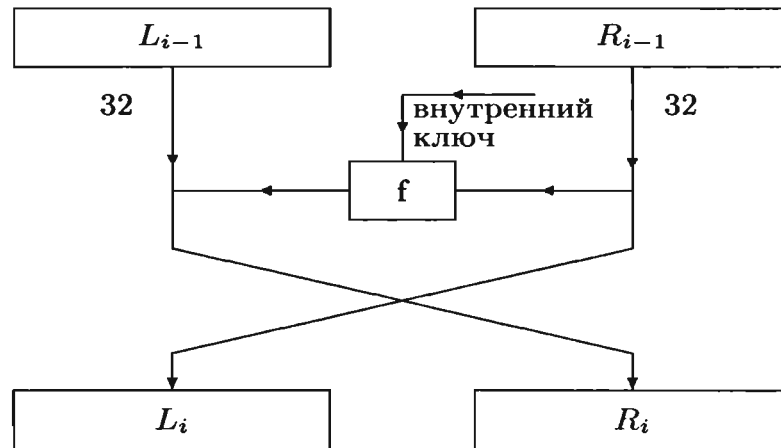 L_{i-1}
R_{i-1}
32
внутренний
ключ
32
f
L_i
R_i